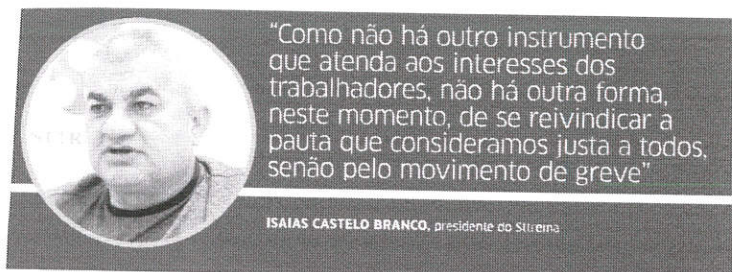 “Como não há outro instrumento
que atenda aos interesses dos
trabalhadores, não há outra forma,
neste momento, de se reivindicar a
pauta que consideramos justa a todos,
senão pelo movimento de greve”
ISAIAS CASTELO BRANCO, presidente do